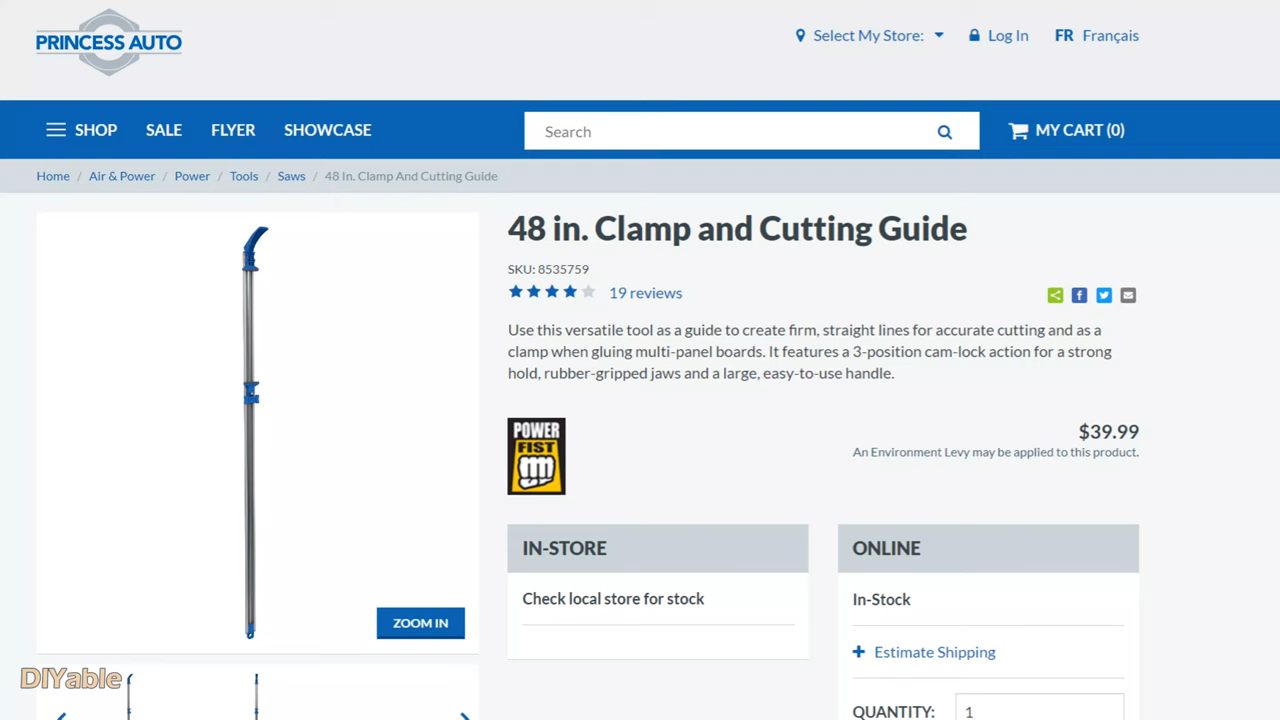 PRINCESS AUTO
Select My Store:
Log In
FR Français
SHOP
SALE
FLYER
SHOWCASE
Search
MY CART (0)
Home / Air & Power / Power / Tools / Saws / 48 In. Clamp And Cutting Guide
48 in. Clamp and Cutting Guide
SKU: 8535759
19 reviews
Use this versatile tool as a guide to create firm, straight lines for accurate cutting and as a
clamp when gluing multi-panel boards. It features a 3-position cam-lock action for a strong
hold, rubber-gripped jaws and a large, easy-to-use handle.
POWER
FIST
$39.99
An Environment Levy may be applied to this product.
IN-STORE
Check local store for stock
ONLINE
In-Stock
+ Estimate Shipping
QUANTITY: 1
ZOOM IN
DIYable